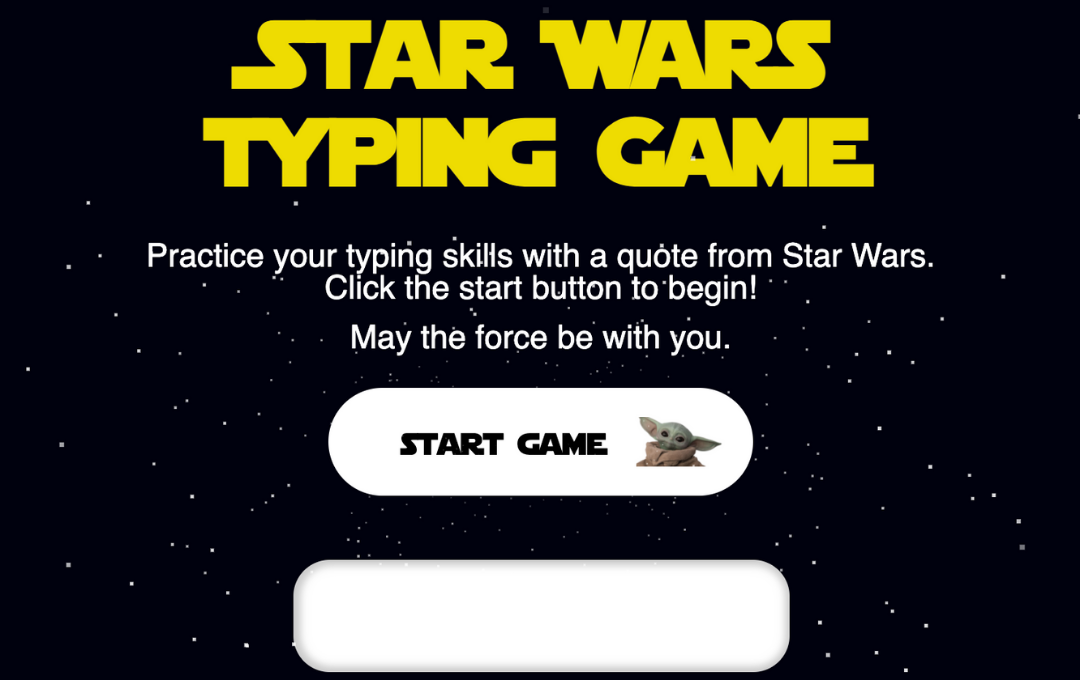 STAR WARS
TYPING GAME
Practice your typing skills with a quote from Star Wars.
Click the start button to begin!
May the force be with you.
START GAME